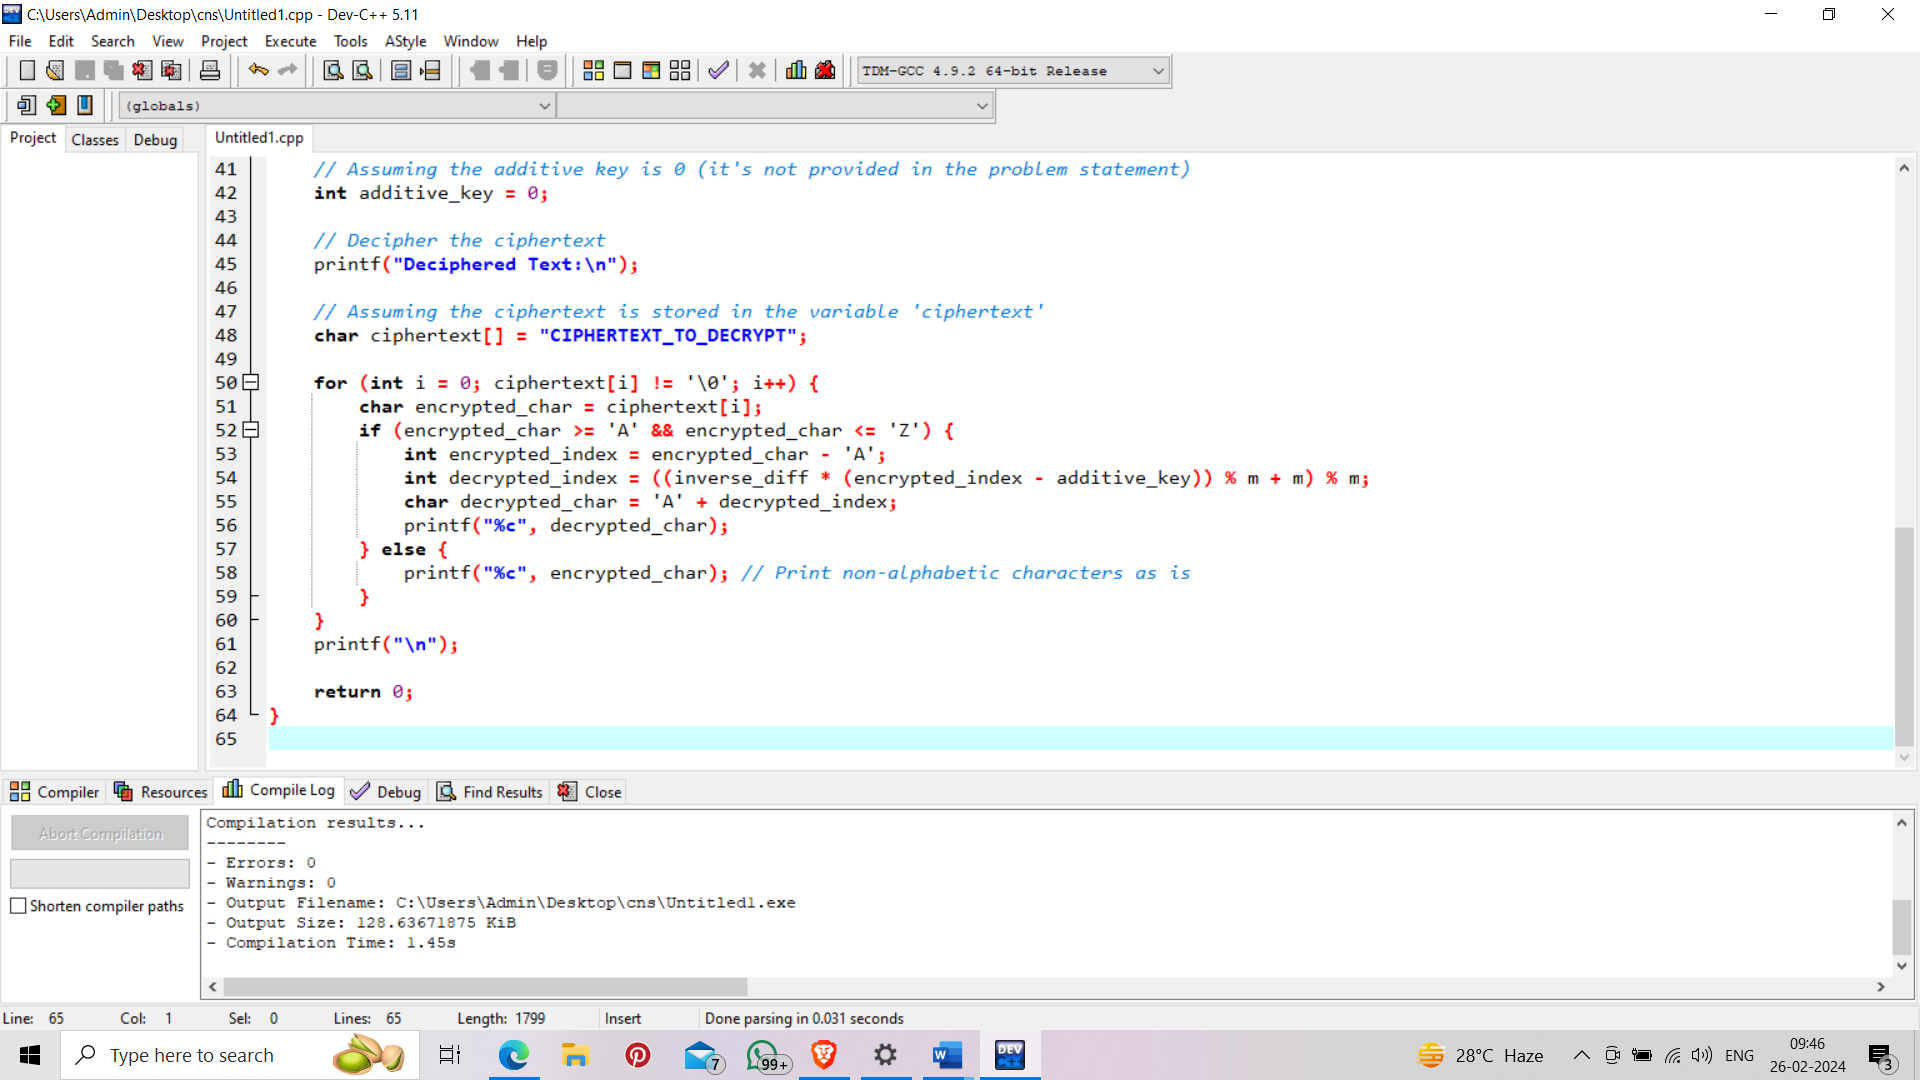 C:\Users\Admin\Desktop\cns\Untitled1.cpp - Dev-C++ 5.11
File Edit Search View Project Execute Tools AStyle Window Help
TDM-GCC 4.9.2 64-bit Release
(globals)
Project Classes Debug Untitled1.cpp
41 // Assuming the additive key is 0 (it's not provided in the problem statement)
42 int additive_key = 0;
43
44 // Decipher the ciphertext
45 printf("Deciphered Text:\n");
46
47 // Assuming the ciphertext is stored in the variable 'ciphertext'
48 char ciphertext[] = "CIPHERTEXT_TO_DECRYPT";
49
50 for (int i = 0; ciphertext[i] != '\0'; i++) {
51 char encrypted_char = ciphertext[i];
52 if (encrypted_char >= 'A' && encrypted_char <= 'Z') {
53 int encrypted_index = encrypted_char - 'A';
54 int decrypted_index = ((inverse_diff * (encrypted_index - additive_key)) % m + m) % m;
55 char decrypted_char = 'A' + decrypted_index;
56 printf("%c", decrypted_char);
57 } else {
58 printf("%c", encrypted_char); // Print non-alphabetic characters as is
59 }
60 }
61 printf("\n");
62
63 return 0;
64 }
65
Compiler Resources Compile Log Debug Find Results Close
Abort Compilation
Shorten compiler paths
Compilation results...
--------
- Errors: 0
- Warnings: 0
- Output Filename: C:\Users\Admin\Desktop\cns\Untitled1.exe
- Output Size: 128.63671875 KiB
- Compilation Time: 1.45s
Line: 65 Col: 1 Sel: 0 Lines: 65 Length: 1799 Insert Done parsing in 0.031 seconds
Type here to search 7 99+ W DEV C++ 28°C Haze ENG 09:46
26-02-2024 3